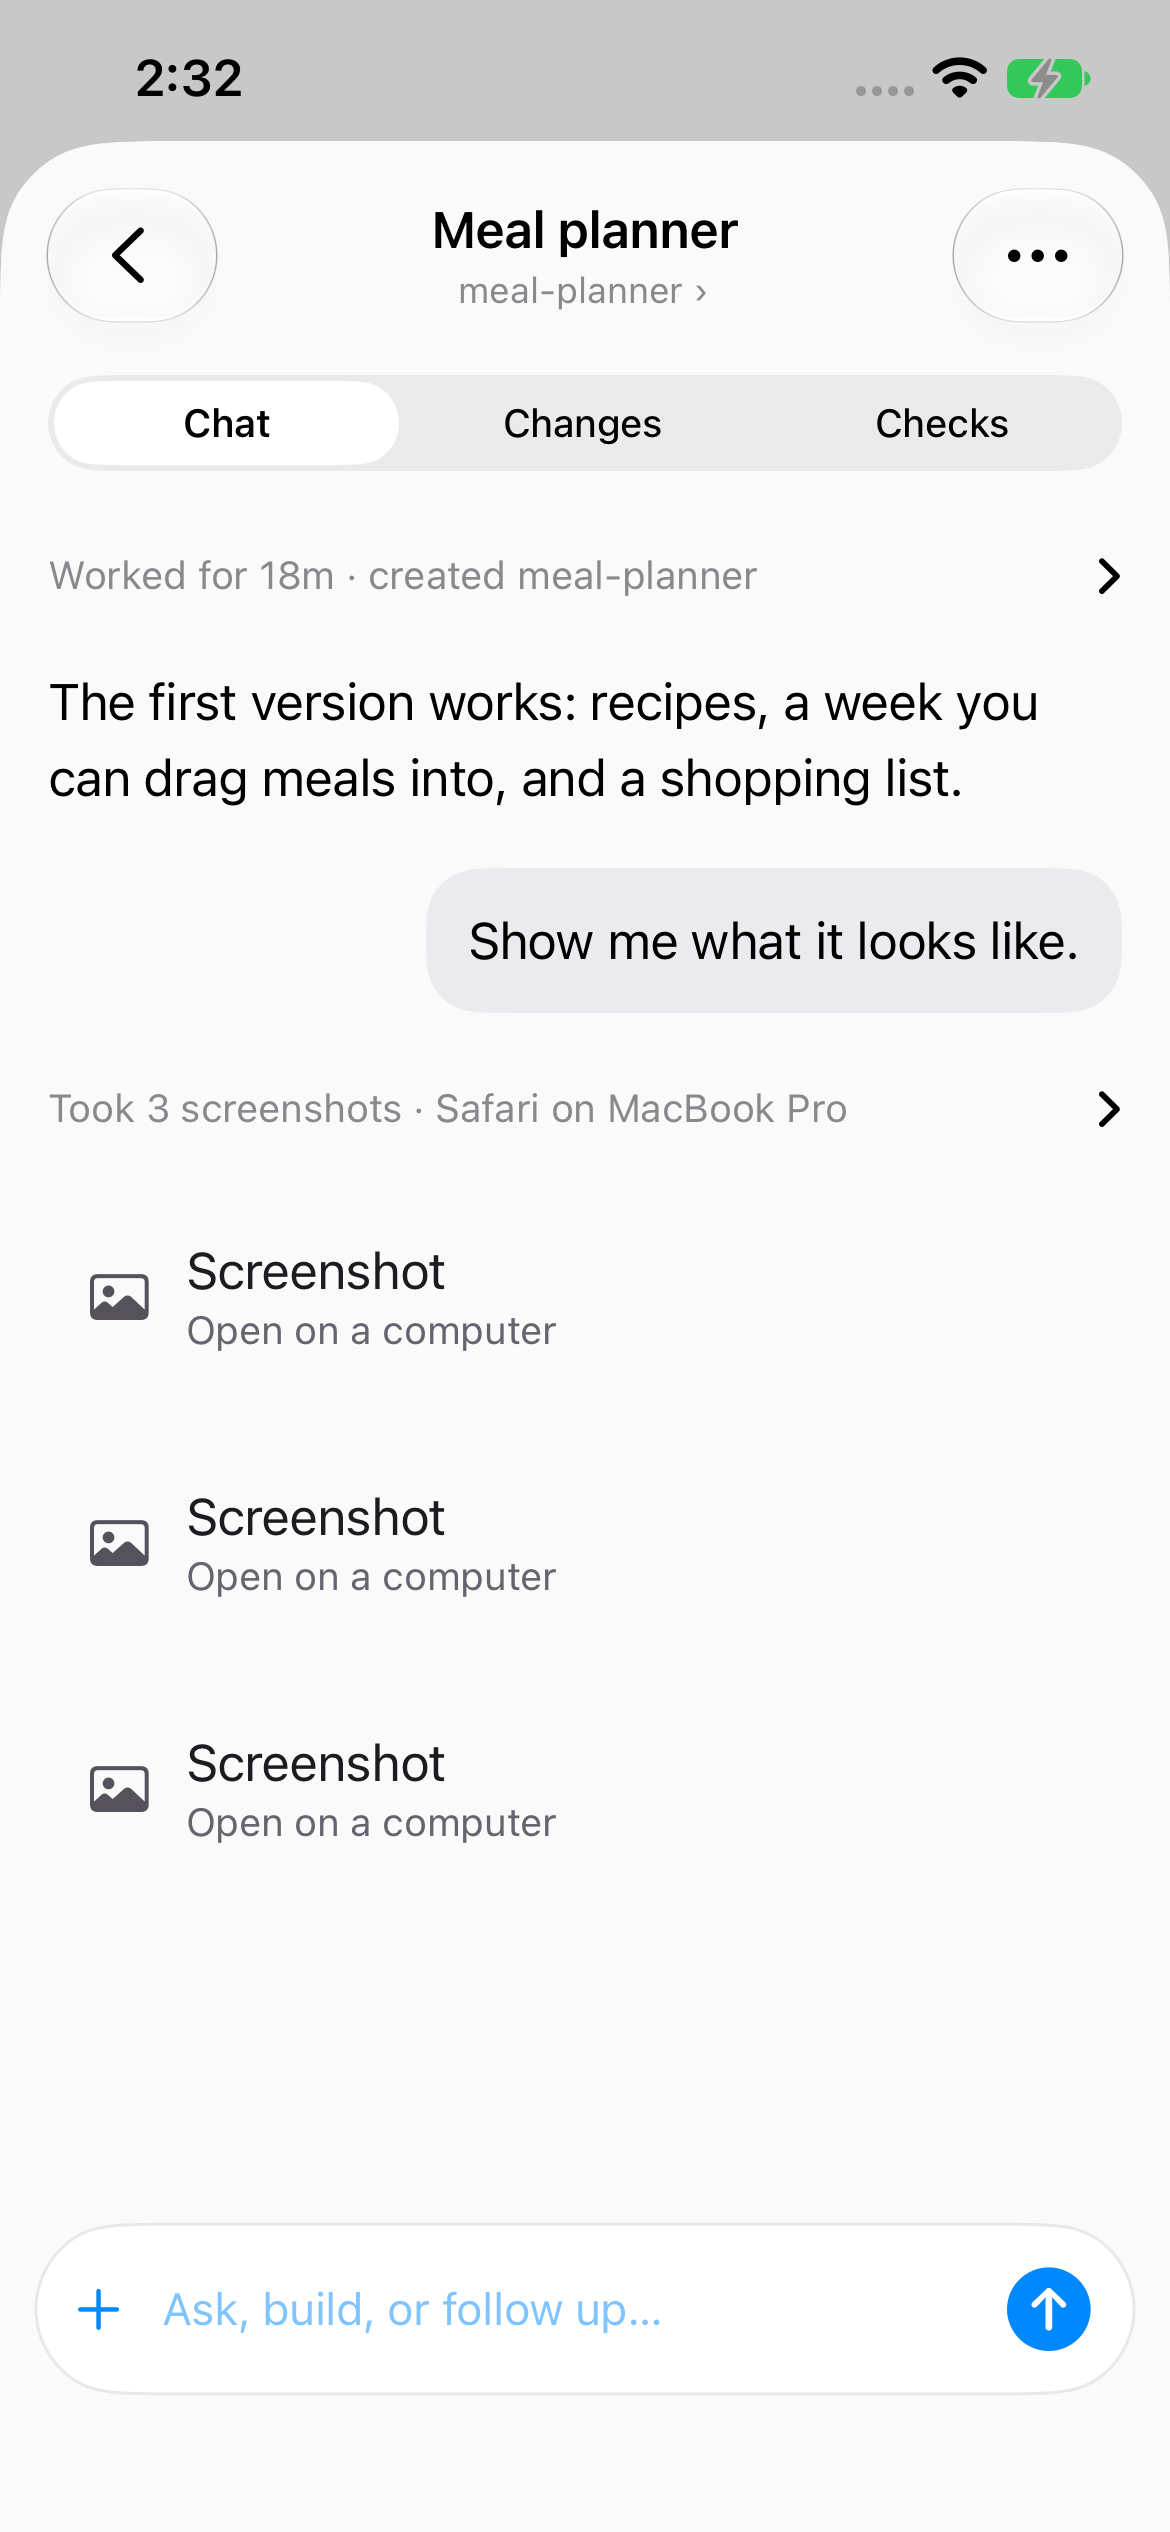 2:32
Meal planner
meal-planner ›
Chat
Changes
Checks
Worked for 18m · created meal-planner
The first version works: recipes, a week you
can drag meals into, and a shopping list.
Show me what it looks like.
Took 3 screenshots · Safari on MacBook Pro
Screenshot
Open on a computer
Screenshot
Open on a computer
Screenshot
Open on a computer
Ask, build, or follow up...